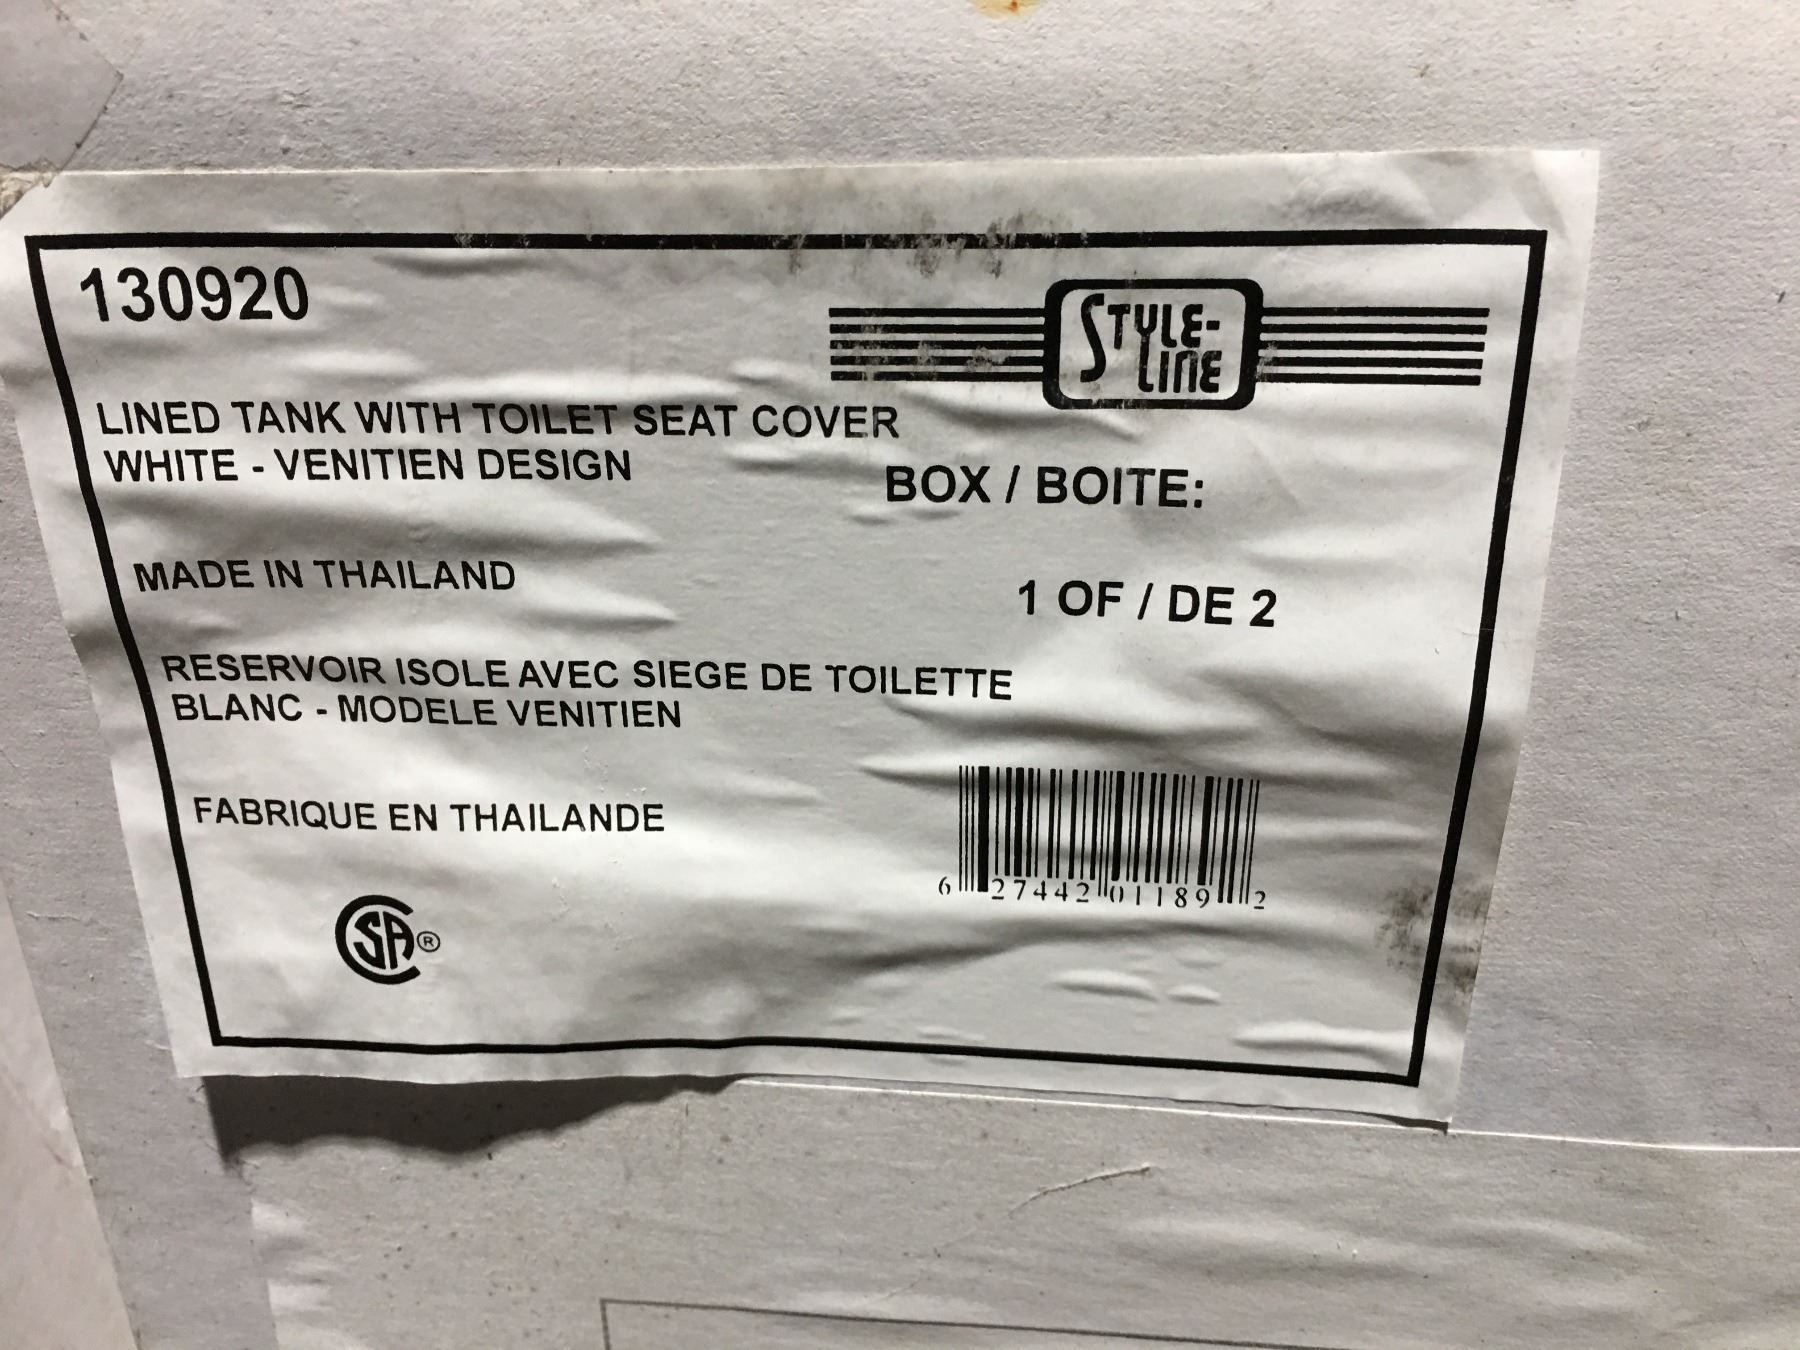 130920
STYLE-
LINE
LINED TANK WITH TOILET SEAT COVER
WHITE - VENITIEN DESIGN
BOX / BOITE:
MADE IN THAILAND
1 OF / DE 2
RESERVOIR ISOLE AVEC SIEGE DE TOILETTE
BLANC - MODELE VENITIEN
FABRIQUE EN THAILANDE
6 27442 01189 2
CSA®